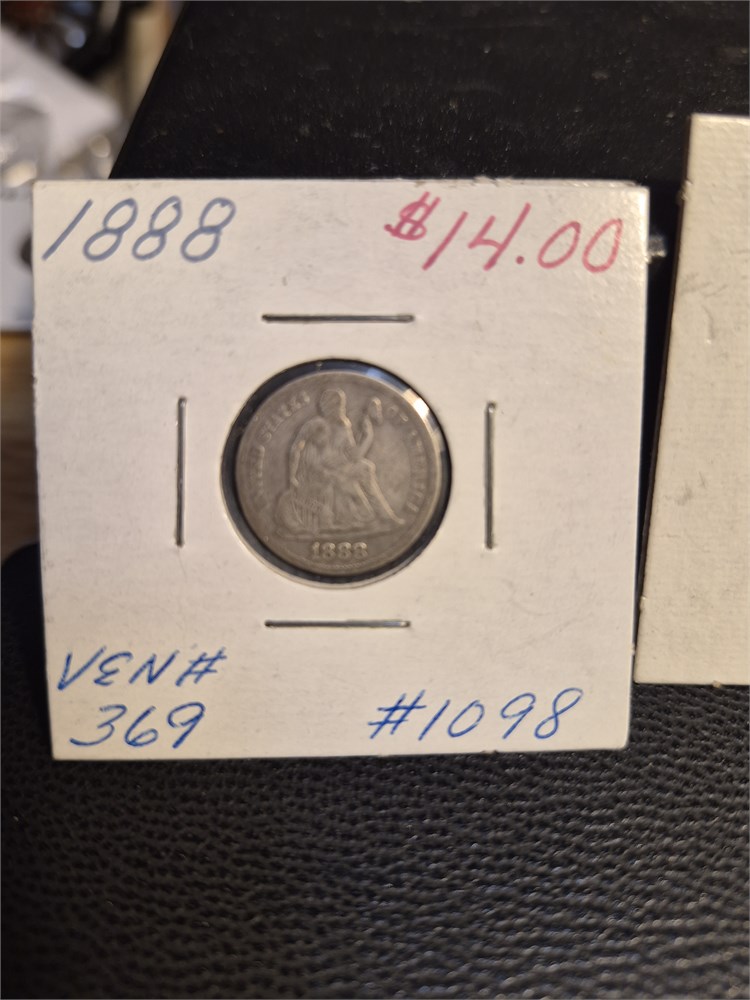 1888 $14.00
UNITED STATES OF AMERICA
1888
VEN#
369 #1098